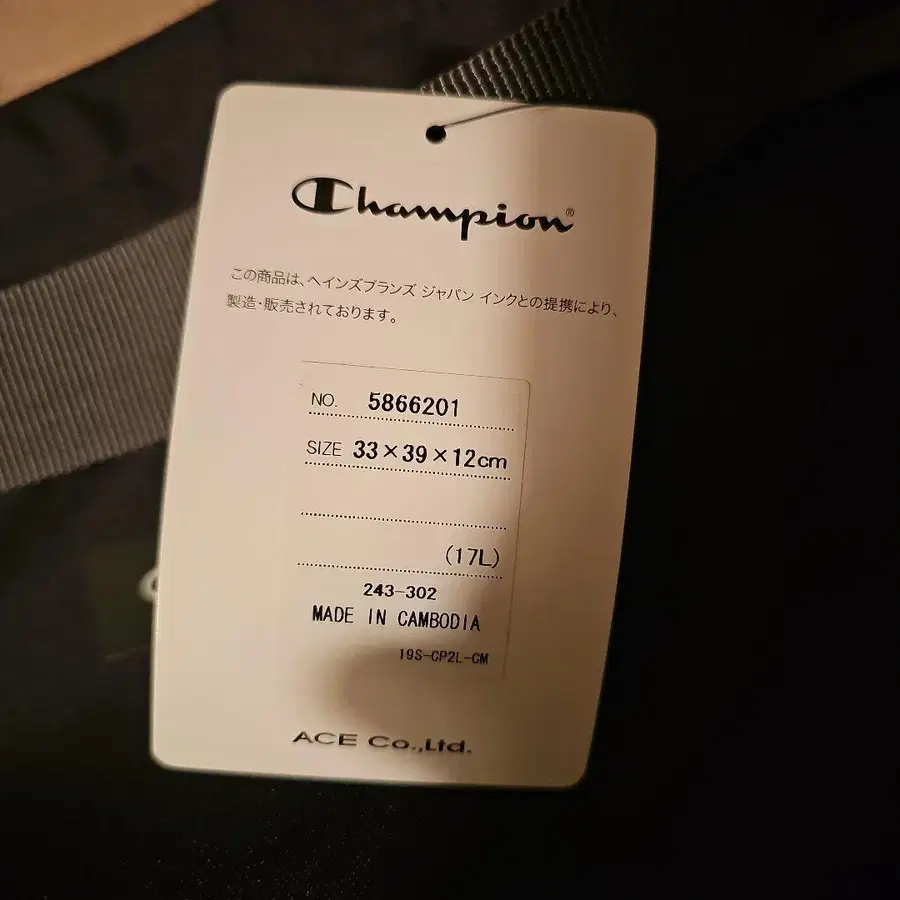 Champion®
この商品は、ヘインズブランズ ジャパン インクとの提携により、
製造・販売されております。
NO. 5866201
SIZE 33×39×12cm
(17L)
243-302
MADE IN CAMBODIA
19S-CP2L-CM
ACE Co.,Ltd.